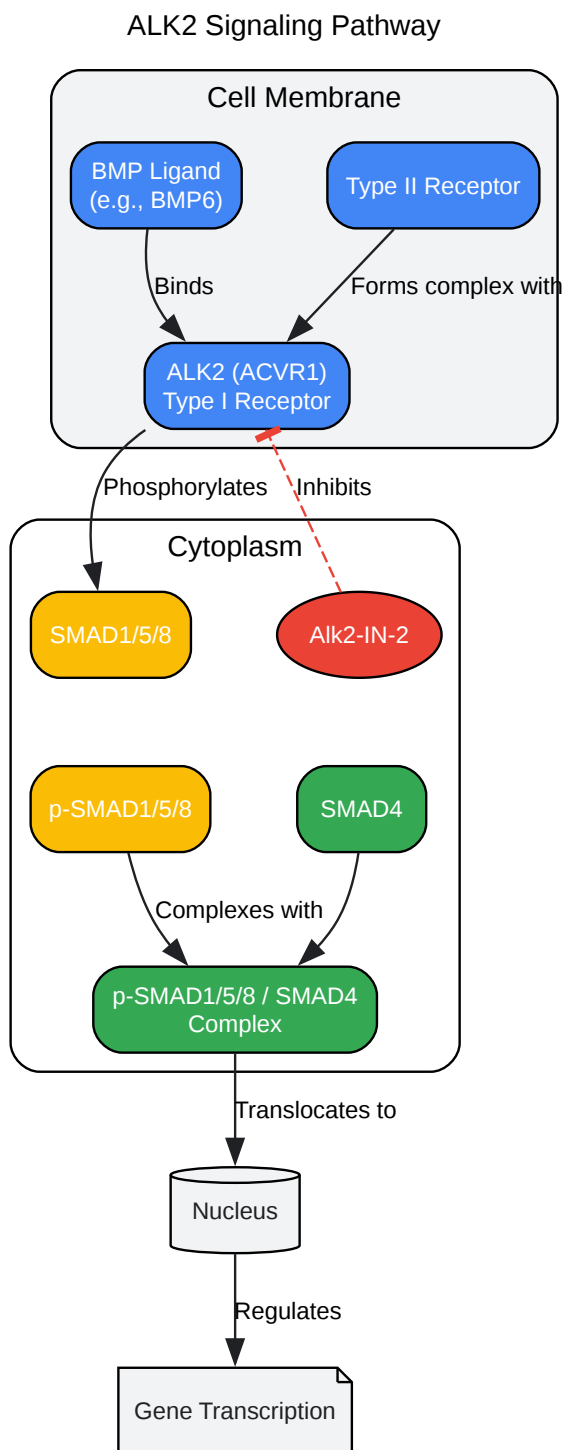 ALK2 Signaling Pathway
Cell Membrane
BMP Ligand
(e.g., BMP6)
Type II Receptor
Binds
Forms complex with
ALK2 (ACVR1)
Type I Receptor
Phosphorylates
Inhibits
Cytoplasm
SMAD1/5/8
Alk2-IN-2
p-SMAD1/5/8
SMAD4
Complexes with
p-SMAD1/5/8 / SMAD4
Complex
Translocates to
Nucleus
Regulates
Gene Transcription